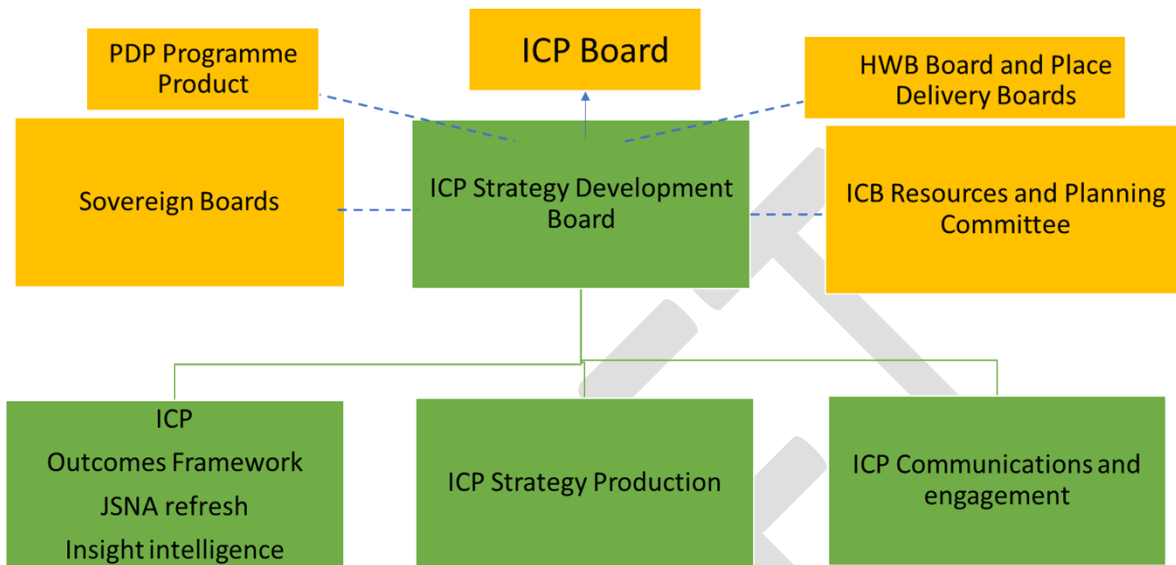 PDP Programme
Product
ICP Board
HWB Board and Place
Delivery Boards
Sovereign Boards
ICP Strategy Development
Board
ICB Resources and Planning
Committee
ICP
Outcomes Framework
JSNA refresh
Insight intelligence
ICP Strategy Production
ICP Communications and
engagement